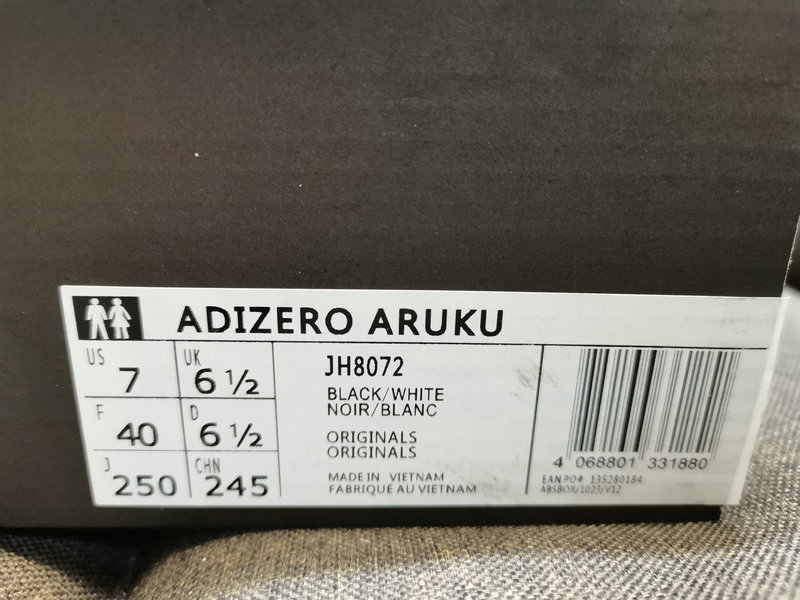 ADIZERO ARUKU
US 7
UK 6 ½
F 40
D 6 ½
J 250
CHN 245
JH8072
BLACK/WHITE
NOIR/BLANC
ORIGINALS
ORIGINALS
MADE IN VIETNAM
FABRIQUÉ AU VIETNAM
4 068801 331880
EAN PO# 135280184
ABSBOX/1023/V12